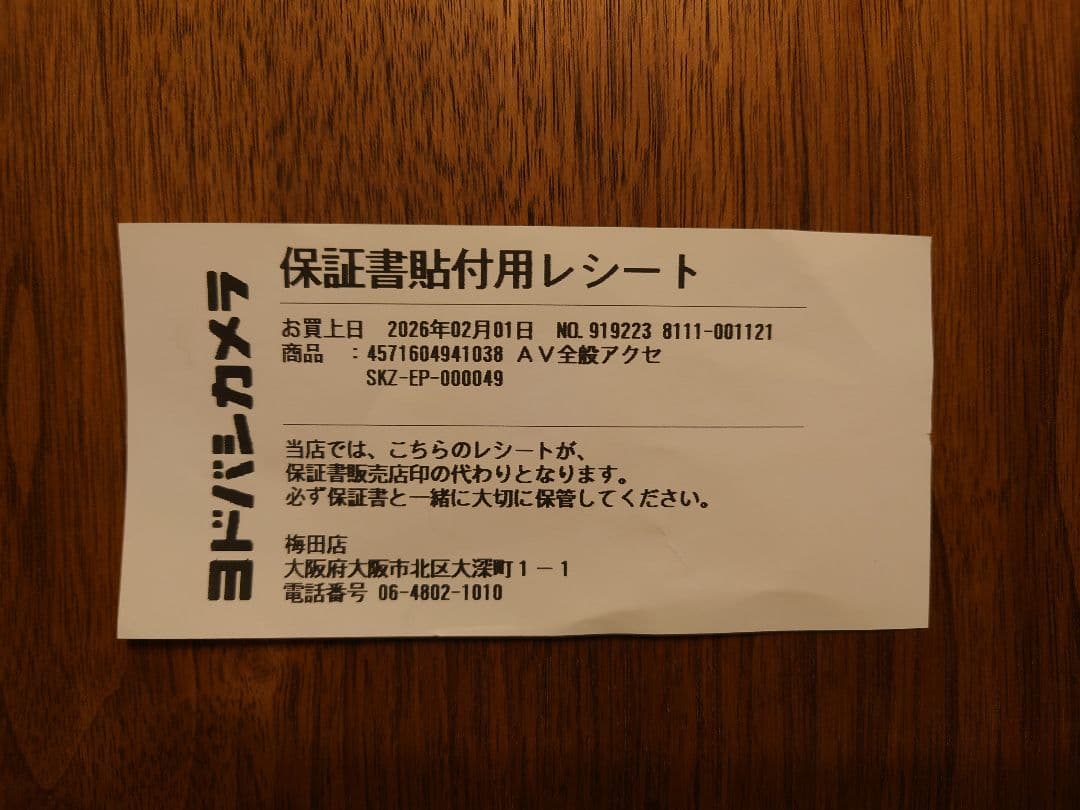 ヨドバシカメラ
保証書貼付用レシート
お買上日 2026年02月01日 NO. 919223 8111-001121
商品 :4571604941038 AV全般アクセ
SKZ-EP-000049
当店では、こちらのレシートが、
保証書販売店印の代わりとなります。
必ず保証書と一緒に大切に保管してください。
梅田店
大阪府大阪市北区大深町1-1
電話番号 06-4802-1010